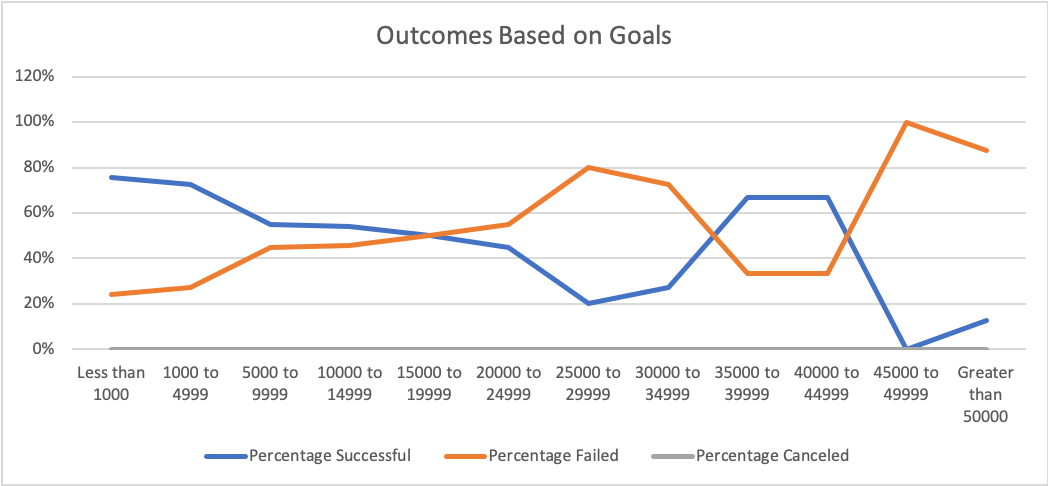 Outcomes Based on Goals
120%
100%
80%
60%
40%
20%
0%
Less than 1000 to 5000 to 10000 to 15000 to 20000 to 25000 to 30000 to 35000 to 40000 to 45000 to Greater
1000 4999 9999 14999 19999 24999 29999 34999 39999 44999 49999 than
50000
Percentage Successful Percentage Failed Percentage Canceled